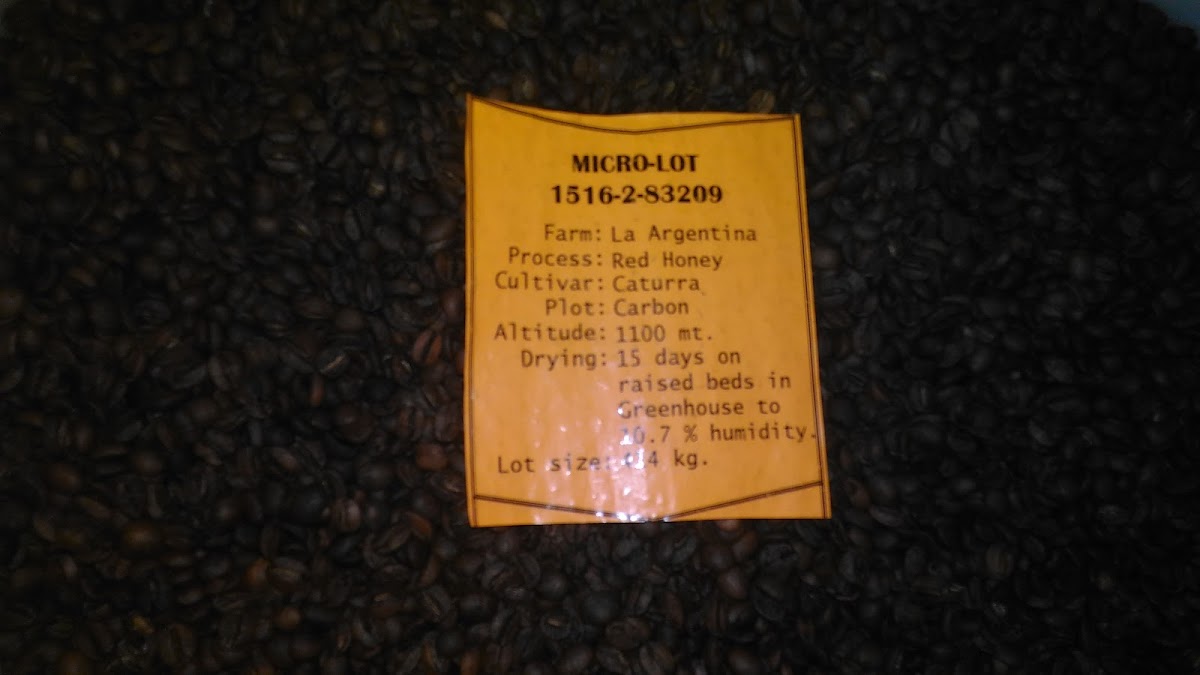 MICRO-LOT
1516-2-83209
Farm: La Argentina
Process: Red Honey
Cultivar: Caturra
Plot: Carbon
Altitude: 1100 mt.
Drying: 15 days on
raised beds in
Greenhouse to
10.7 % humidity.
Lot size: kg.